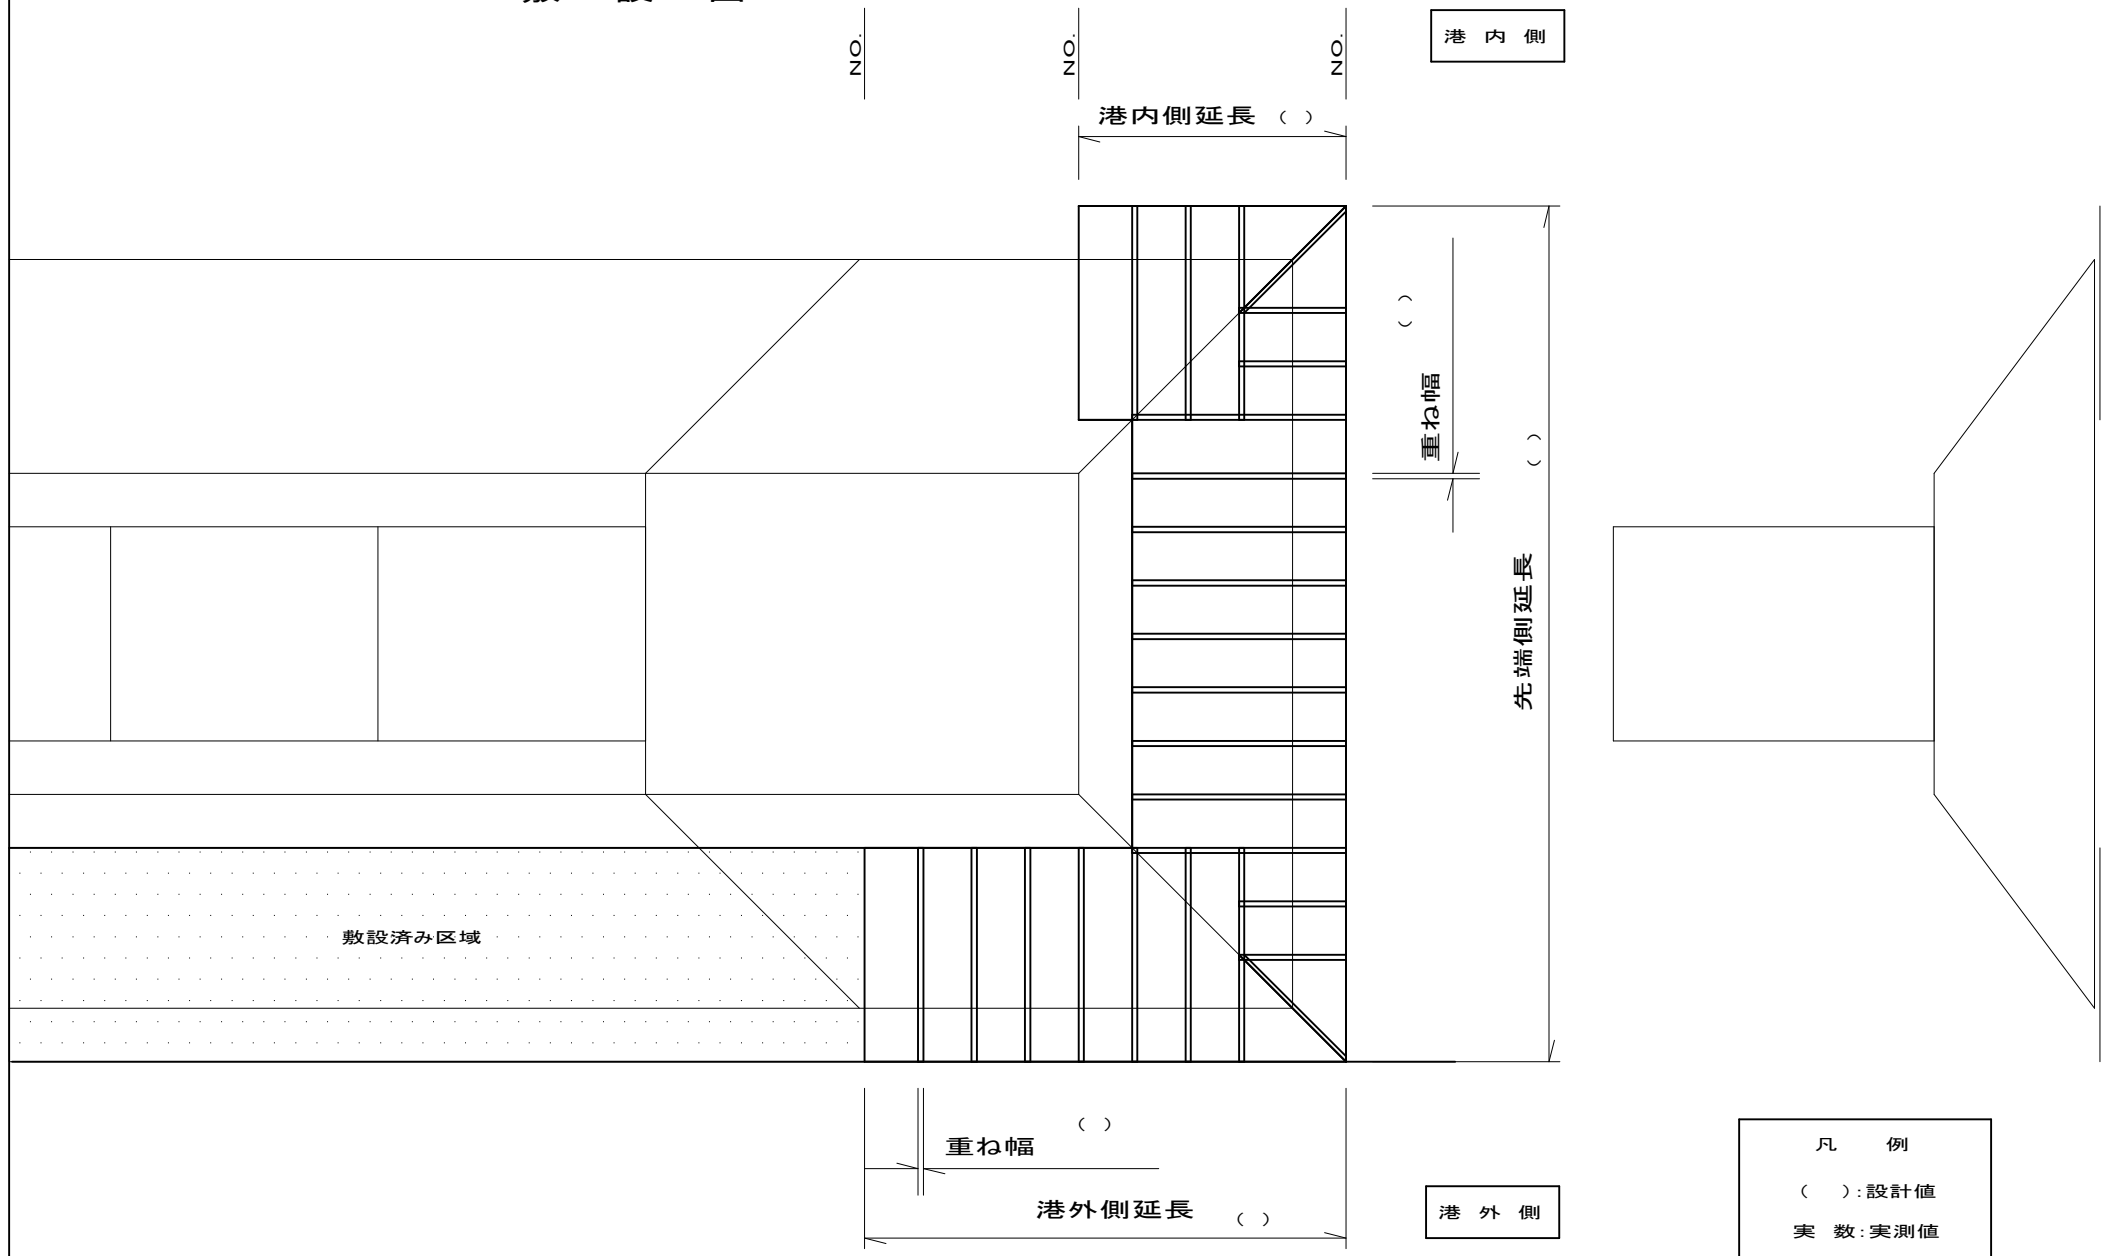 NO.
NO.
NO.
港 内 側
港内側延長 ( )
( )
重ね幅
( )
先端側延長
敷設済み区域
( )
重ね幅
港外側延長 ( )
港 外 側
凡 例
( ):設計値
実 数:実測値